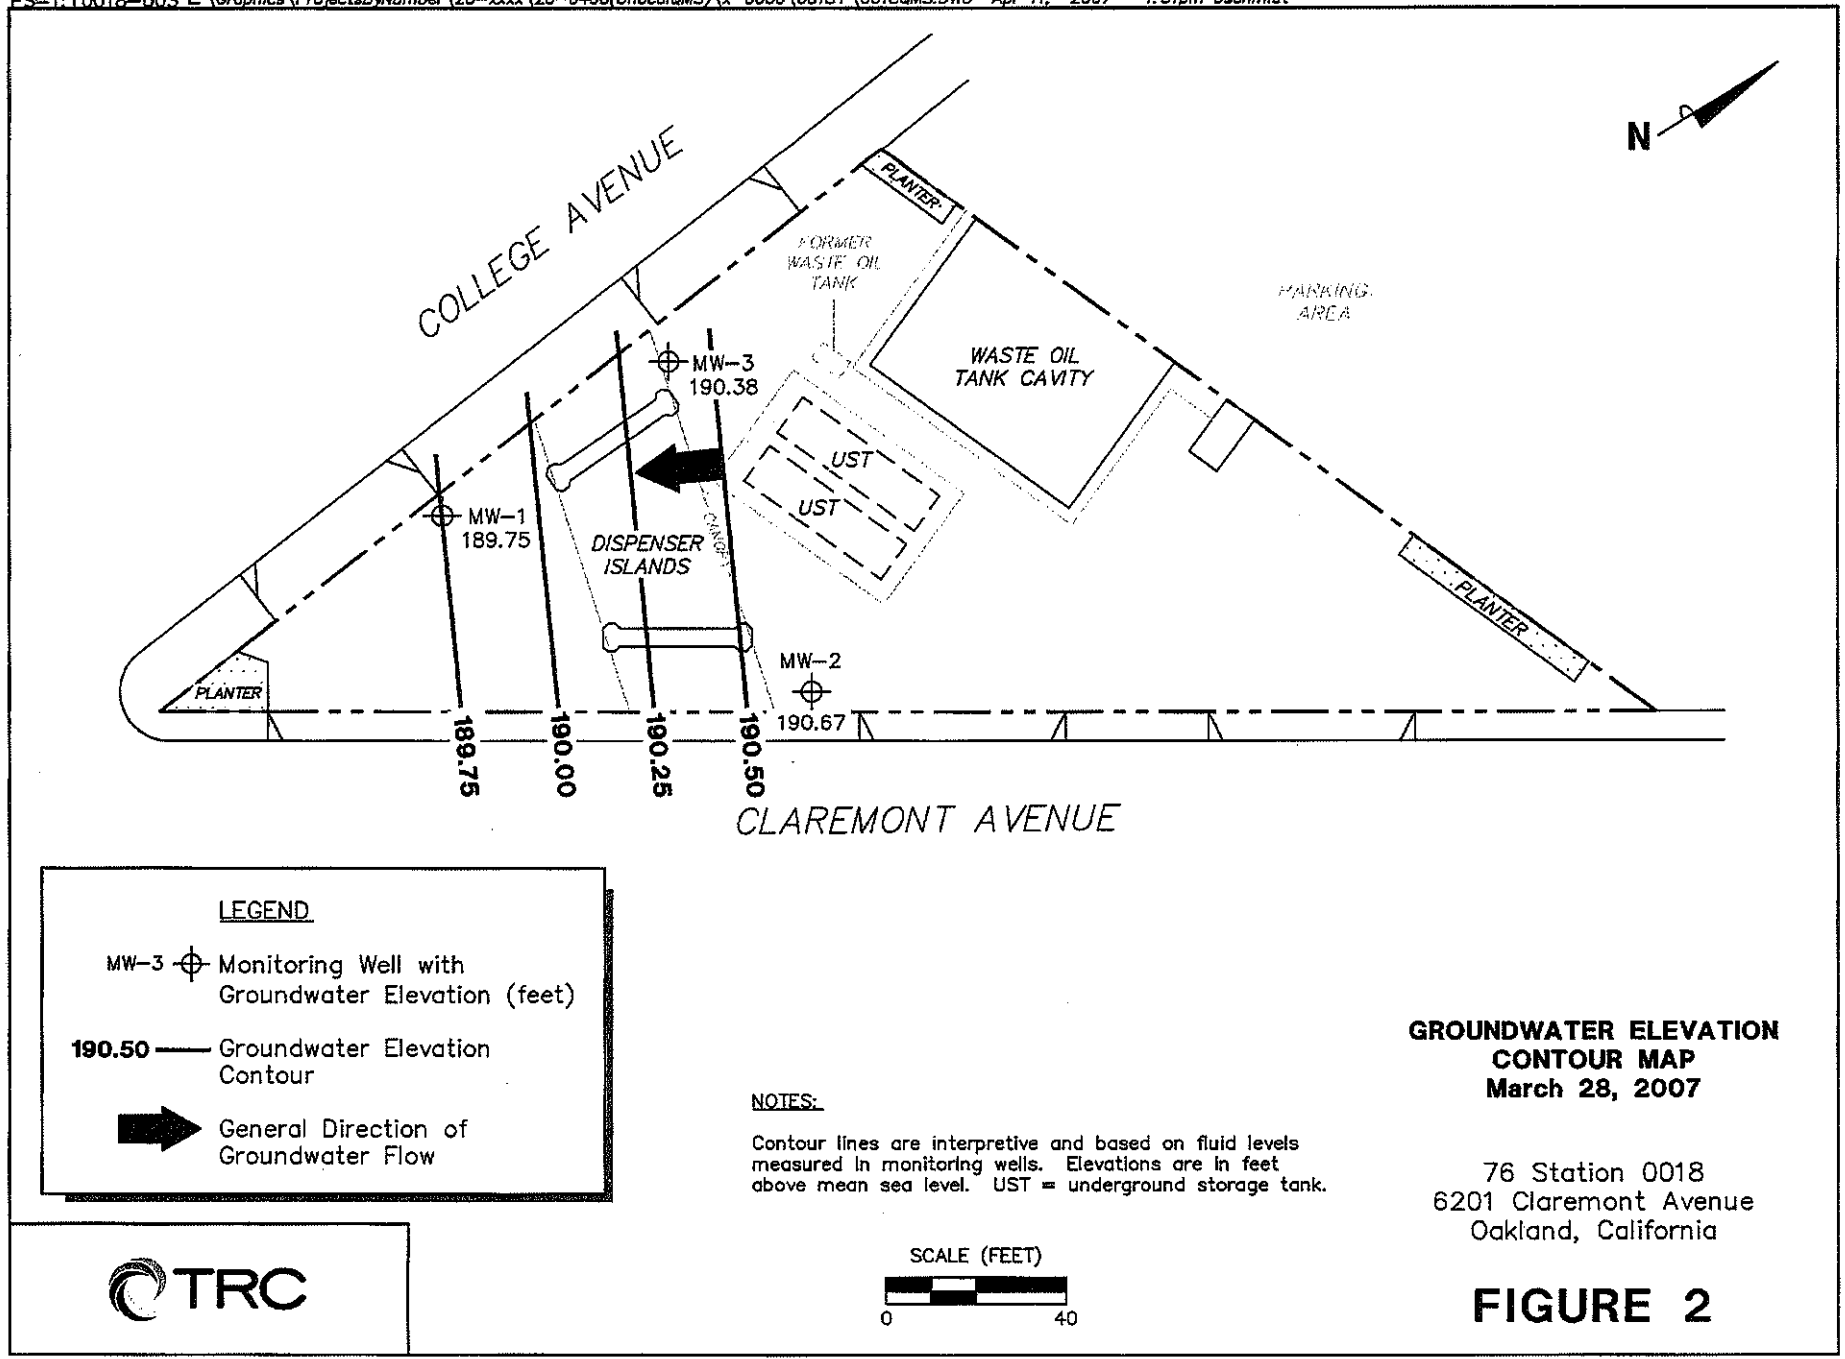 N
COLLEGE AVENUE
PLANTER
FORMER
WASTE OIL
TANK
PARKING
AREA
WASTE OIL
TANK CAVITY
MW-3
190.38
UST
UST
MW-1
189.75
DISPENSER
ISLANDS
CANOPY
PLANTER
PLANTER
MW-2
190.67
189.75
190.00
190.25
190.50
CLAREMONT AVENUE
LEGEND
MW-3 Monitoring Well with
Groundwater Elevation (feet)
190.50 Groundwater Elevation
Contour
General Direction of
Groundwater Flow
NOTES:
Contour lines are interpretive and based on fluid levels
measured in monitoring wells. Elevations are in feet
above mean sea level. UST = underground storage tank.
SCALE (FEET)
0 40
GROUNDWATER ELEVATION
CONTOUR MAP
March 28, 2007
76 Station 0018
6201 Claremont Avenue
Oakland, California
FIGURE 2
TRC